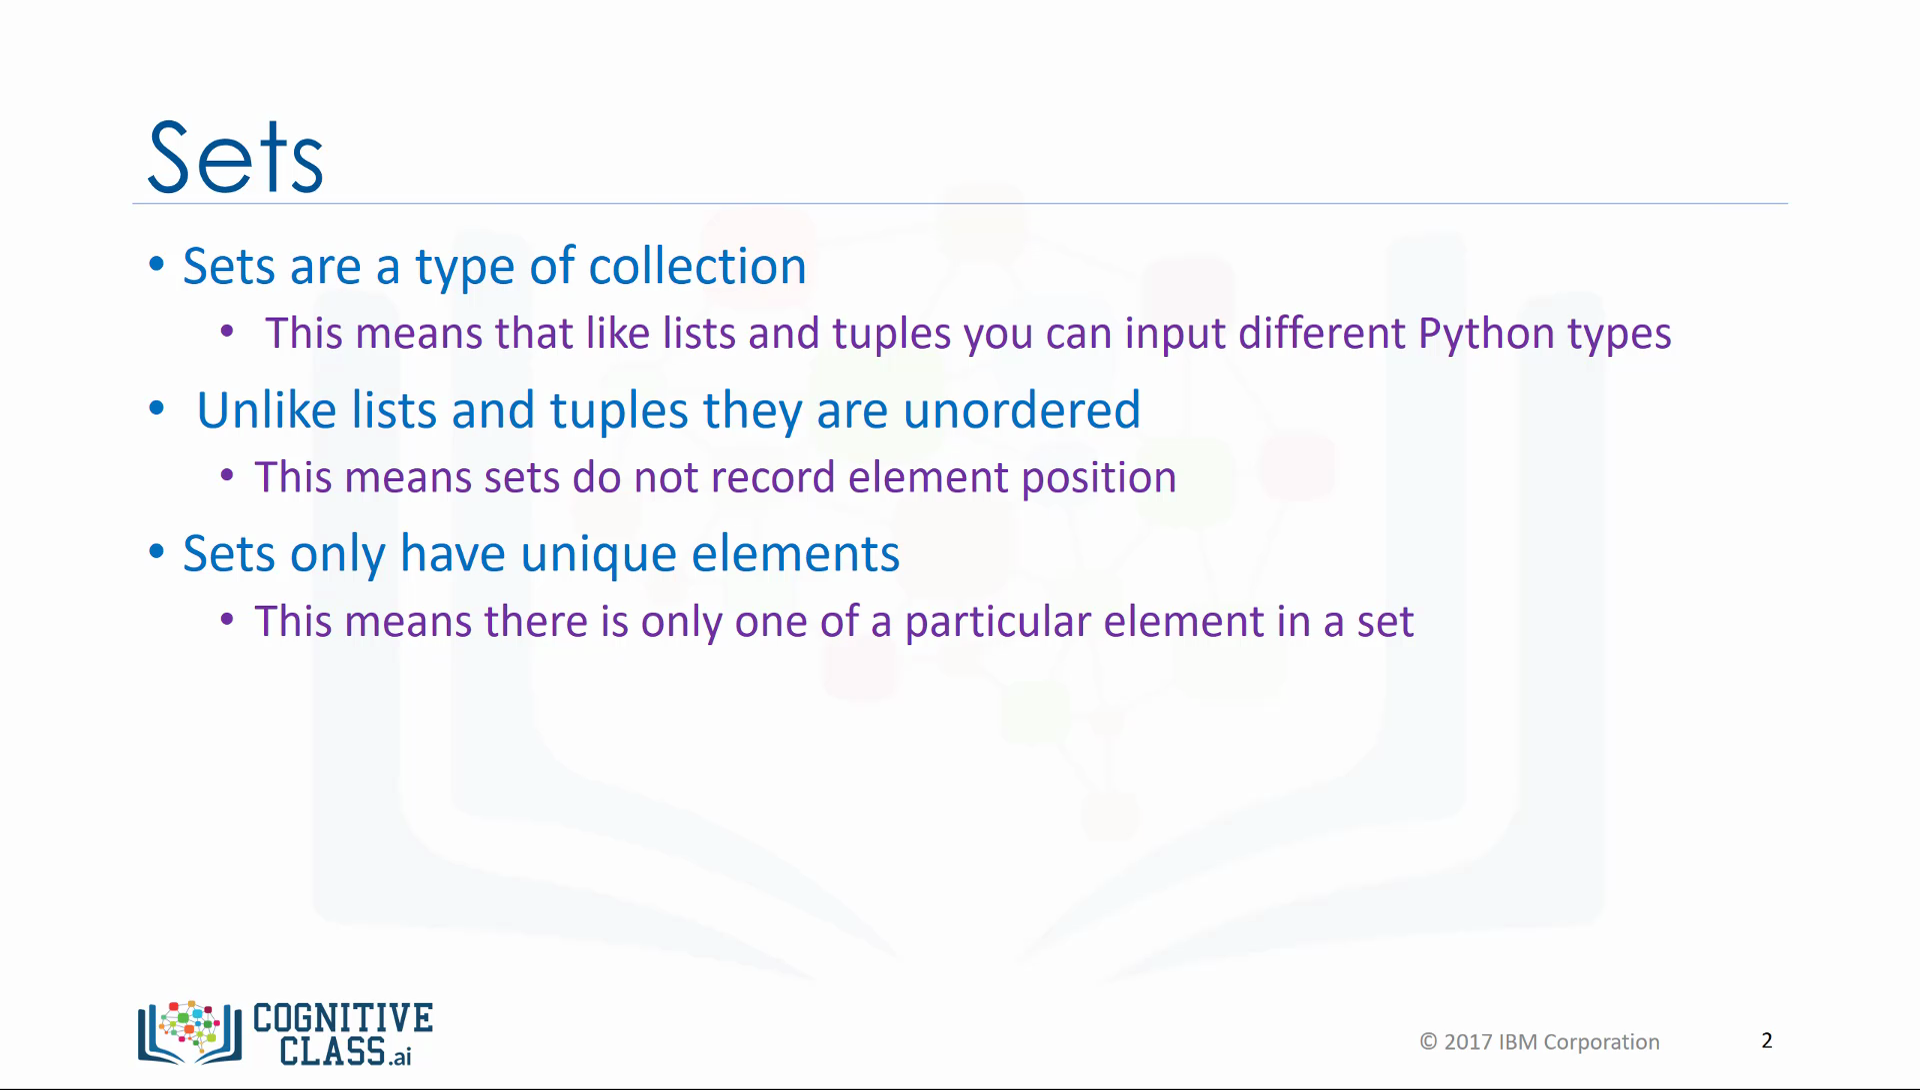 Sets
• Sets are a type of collection
• This means that like lists and tuples you can input different Python types
• Unlike lists and tuples they are unordered
• This means sets do not record element position
• Sets only have unique elements
• This means there is only one of a particular element in a set
COGNITIVE
CLASS.ai
© 2017 IBM Corporation
2